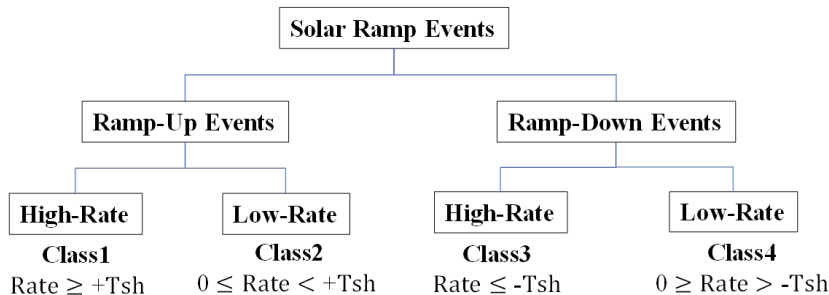 Solar Ramp Events
Ramp-Up Events
Ramp-Down Events
High-Rate
Low-Rate
High-Rate
Low-Rate
Class1
Class2
Class3
Class4
Rate ≥ +Tsh
0 ≤ Rate < +Tsh
Rate ≤ -Tsh
0 ≥ Rate > -Tsh